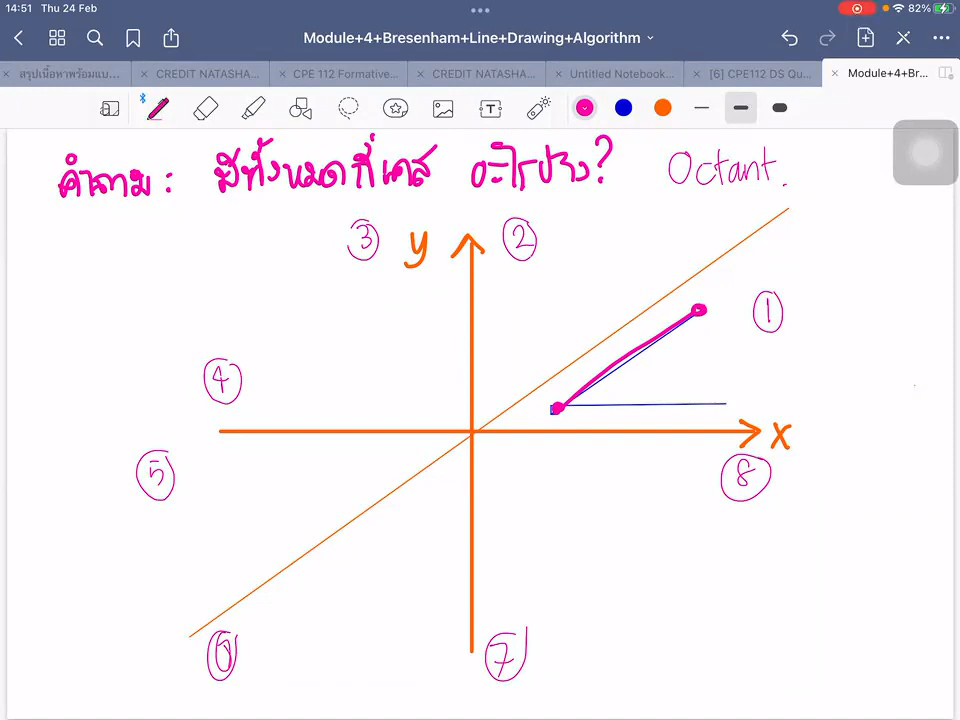 14:51 Thu 24 Feb
82%
Module+4+Bresenham+Line+Drawing+Algorithm
สรุปเนื้อหาพร้อมแบ...
CREDIT NATASHA...
CPE 112 Formative...
CREDIT NATASHA...
Untitled Notebook...
[6] CPE112 DS Qu...
Module+4+Br...
คำถาม: มีทั้งหมดกี่เคส อะไรบ้าง? Octant.
3 y 2
1
4
x
5 8
6 7